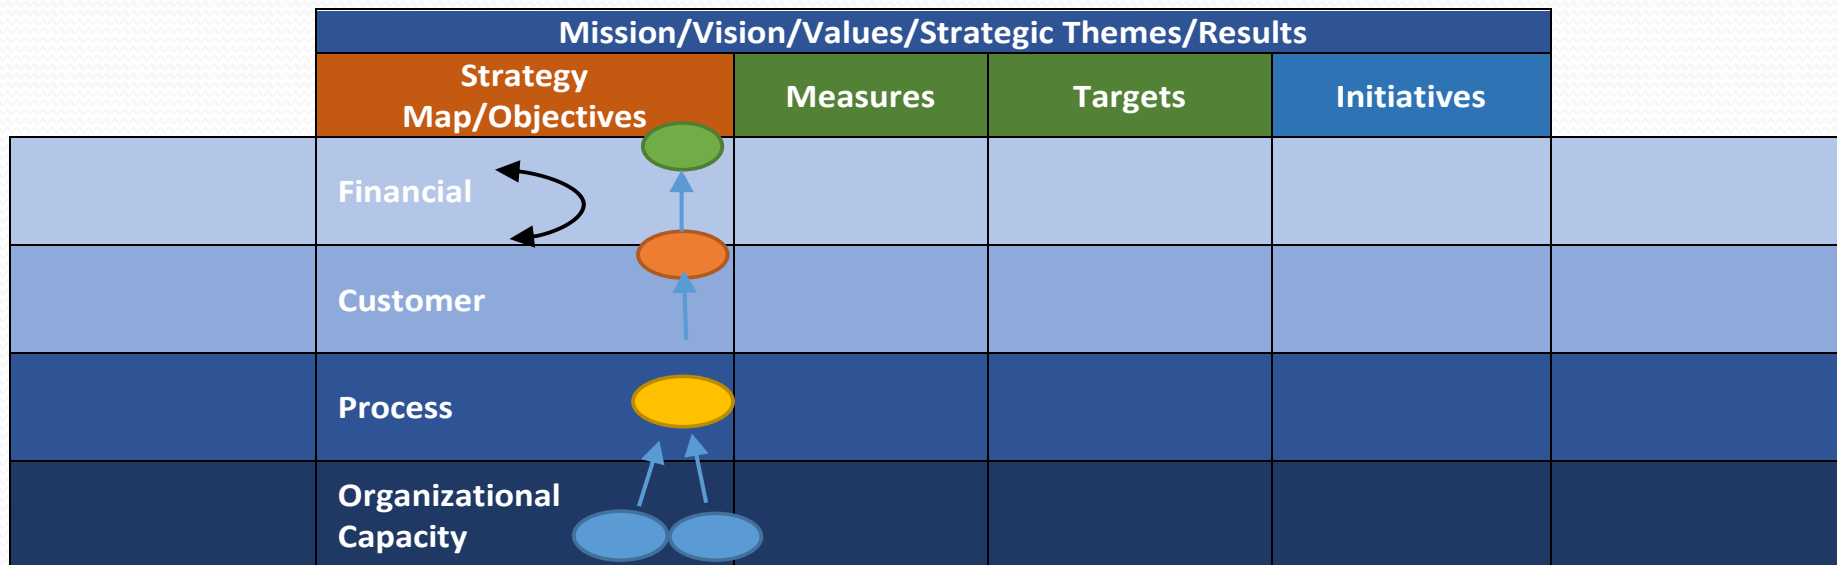 Mission/Vision/Values/Strategic Themes/Results
Strategy
Map/Objectives
Measures
Targets
Initiatives
Financial
Customer
Process
Organizational
Capacity